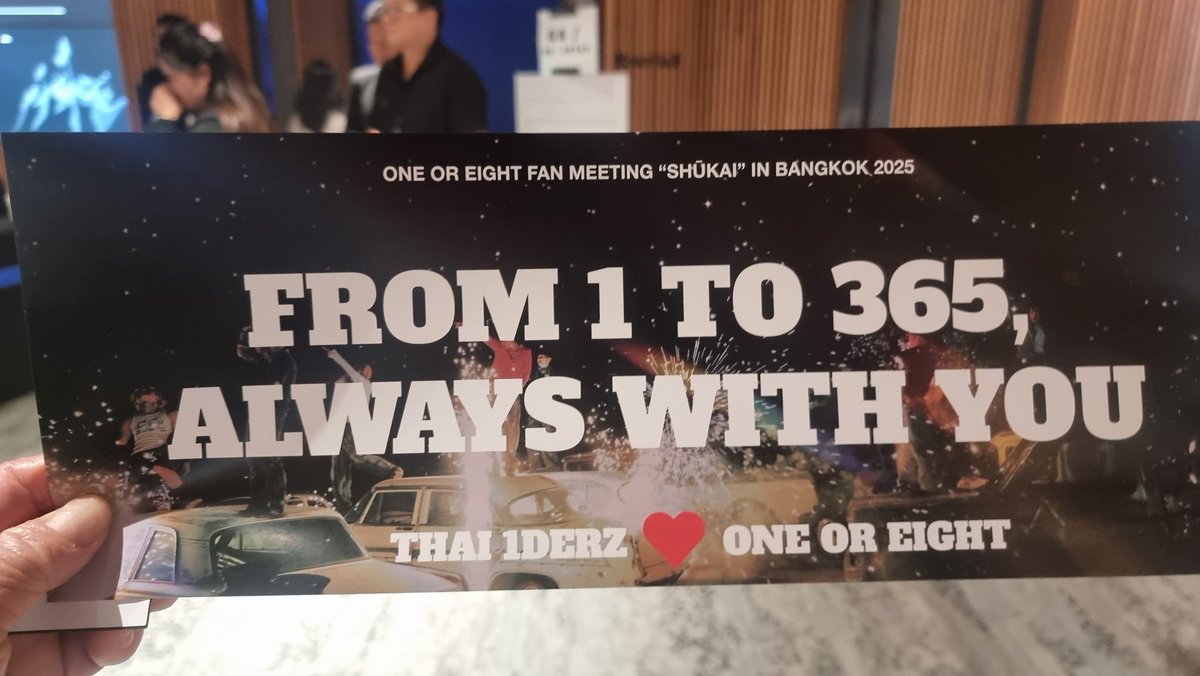 ONE OR EIGHT FAN MEETING “SHŪKAI” IN BANGKOK 2025
FROM 1 TO 365,
ALWAYS WITH YOU
THAI 1DERZ ❤ ONE OR EIGHT